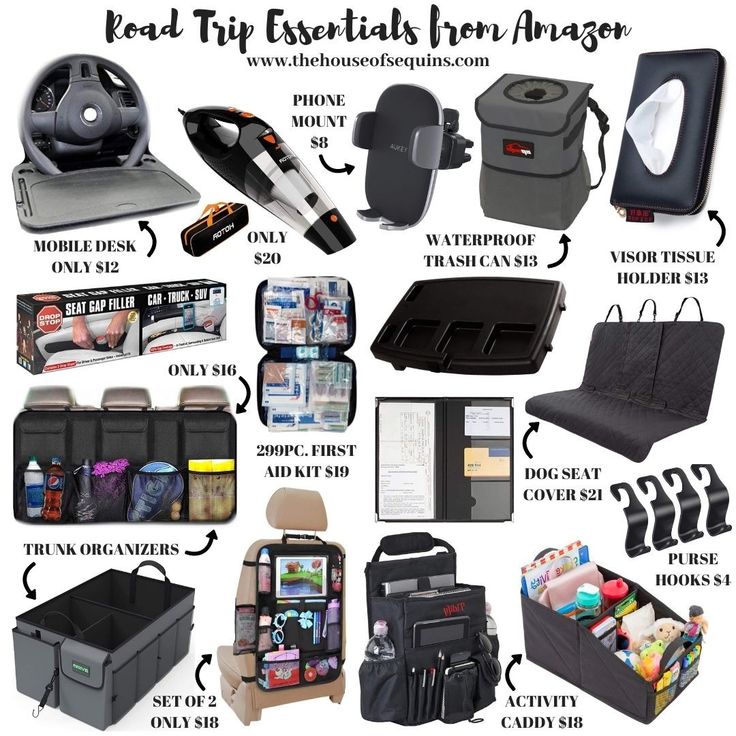 Road Trip Essentials from Amazon
www.thehouseofsequins.com
PHONE
MOUNT
$8
AUKEY
MOBILE DESK
ONLY $12
ROTOH
ONLY
$20
WATERPROOF
TRASH CAN $13
VISOR TISSUE
HOLDER $13
DROP
STOP
SEAT GAP FILLER
CAR • TRUCK • SUV
ONLY $16
299PC. FIRST
AID KIT $19
DOG SEAT
COVER $21
TRUNK ORGANIZERS
PURSE
HOOKS $4
SET OF 2
ONLY $18
ACTIVITY
CADDY $18